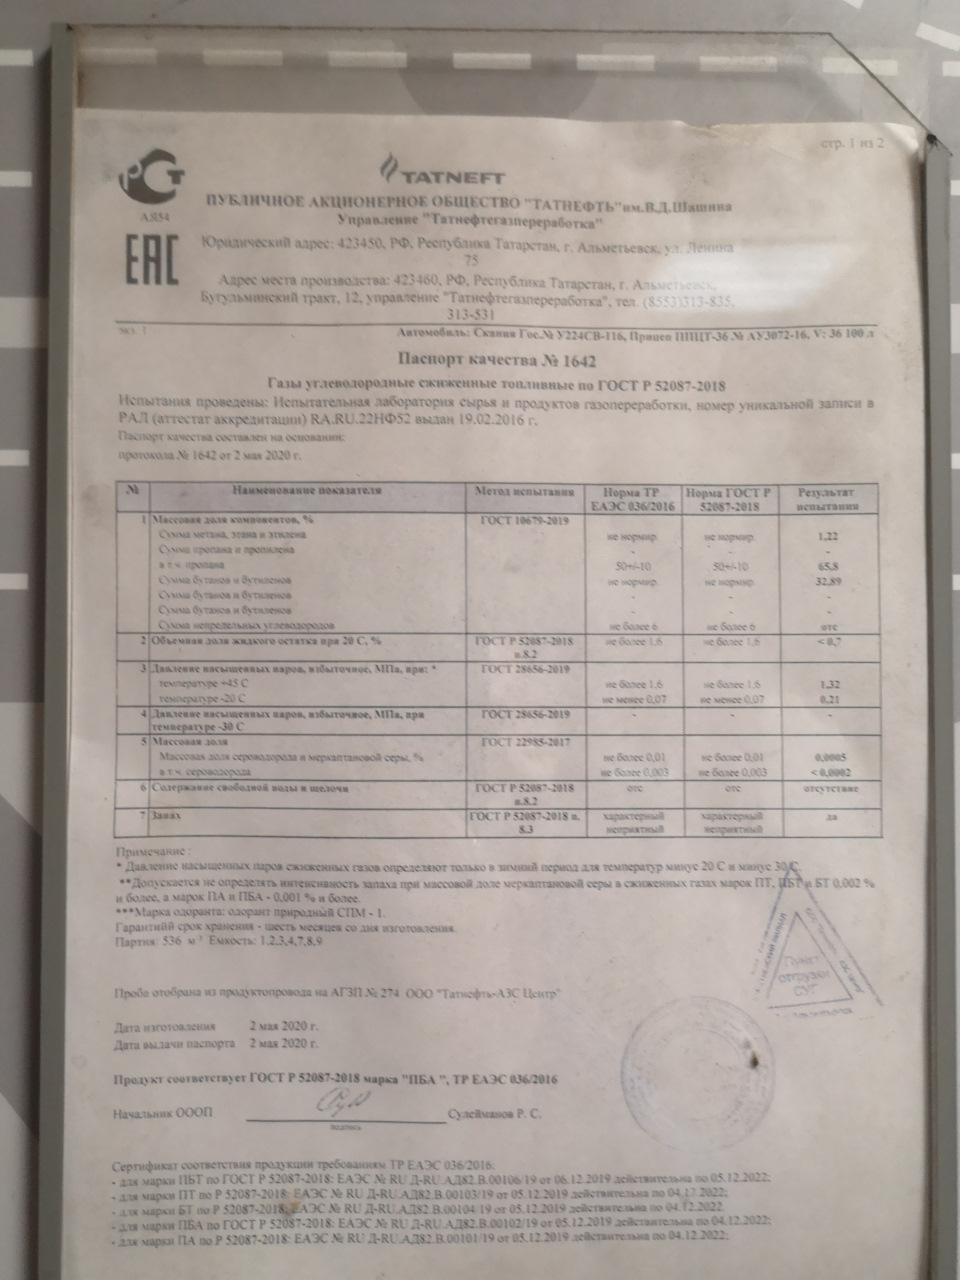 стр. 1 из 2
РСТ
АЯ54
TATNEFT
ПУБЛИЧНОЕ АКЦИОНЕРНОЕ ОБЩЕСТВО "ТАТНЕФТЬ"им.В.Д.Шашина
Управление "Татнефтегазпереработка"
EAC
Юридический адрес: 423450, РФ, Республика Татарстан, г. Альметьевск, ул. Ленина
75
Адрес места производства: 423460, РФ, Республика Татарстан, г. Альметьевск,
Бугульминский тракт, 12, управление "Татнефтегазпереработка", тел. (8553)313-835,
313-531
экз. 1
Автомобиль: Скания Гос.№ У224СВ-116, Прицеп ППЦТ-36 № АУ3072-16, V: 36 100 л
Паспорт качества № 1642
Газы углеводородные сжиженные топливные по ГОСТ Р 52087-2018
Испытания проведены: Испытательная лаборатория сырья и продуктов газопереработки, номер уникальной записи в
РАЛ (аттестат аккредитации) RA.RU.22НФ52 выдан 19.02.2016 г.
Паспорт качества составлен на основании:
протокола № 1642 от 2 мая 2020 г.
№ Наименование показателя Метод испытания Норма ТР ЕАЭС 036/2016 Норма ГОСТ Р 52087-2018 Результат испытания
1 Массовая доля компонентов, % ГОСТ 10679-2019
Сумма метана, этана и этилена не нормир. не нормир. 1,22
Сумма пропана и пропилена - - -
в т.ч. пропана 50+/-10 50+/-10 65,8
Сумма бутанов и бутиленов не нормир. не нормир. 32,89
Сумма бутанов и бутиленов - - -
Сумма бутанов и бутиленов - - -
Сумма непредельных углеводородов не более 6 не более 6 отс
2 Объемная доля жидкого остатка при 20 С, % ГОСТ Р 52087-2018 п.8.2 не более 1,6 не более 1,6 < 0,7
3 Давление насыщенных паров, избыточное, МПа, при: * ГОСТ 28656-2019
температуре +45 С не более 1,6 не более 1,6 1,32
температуре -20 С не менее 0,07 не менее 0,07 0,21
4 Давление насыщенных паров, избыточное, МПа, при температуре -30 С ГОСТ 28656-2019 - - -
5 Массовая доля ГОСТ 22985-2017
Массовая доля сероводорода и меркаптановой серы, % не более 0,01 не более 0,01 0,0005
в т.ч. сероводорода не более 0,003 не более 0,003 < 0,0002
6 Содержание свободной воды и щелочи ГОСТ Р 52087-2018 п.8.2 отс отс отсутствие
7 Запах ГОСТ Р 52087-2018 п. 8.3 характерный неприятный характерный неприятный да
Примечание :
* Давление насыщенных паров сжиженных газов определяют только в зимний период для температур минус 20 С и минус 30 С.
**Допускается не определять интенсивность запаха при массовой доле меркаптановой серы в сжиженных газах марок ПТ, ПБТ и БТ 0,002 %
и более, а марок ПА и ПБА - 0,001 % и более.
***Марка одоранта: одорант природный СПМ - 1.
Гарантийй срок хранения - шесть месяцев со дня изготовления.
Партия: 536 м³ Емкость: 1,2,3,4,7,8,9
Пункт
отгрузки
СУГ
Проба отобрана из продуктопровода на АГЗП № 274 ООО "Татнефть-АЗС Центр"
Дата изготовления 2 мая 2020 г.
Дата выдачи паспорта 2 мая 2020 г.
Продукт соответствует ГОСТ Р 52087-2018 марка "ПБА ", ТР ЕАЭС 036/2016
Начальник ОООП Сулейманов Р. С.
подпись
Сертификат соответствия продукции требованиям ТР ЕАЭС 036/2016:
- для марки ПБТ по ГОСТ Р 52087-2018: ЕАЭС № RU Д-RU.АД82.В.00106/19 от 06.12.2019 действительна по 05.12.2022;
- для марки ПТ по Р 52087-2018: ЕАЭС № RU Д-RU.АД82.В.00103/19 от 05.12.2019 действительна по 04.12.2022;
- для марки БТ по Р 52087-2018: ЕАЭС № RU Д-RU.АД82.В.00104/19 от 05.12.2019 действительна по 04.12.2022
- для марки ПБА по ГОСТ Р 52087-2018: ЕАЭС № RU Д-RU.АД82.В.00102/19 от 05.12.2019 действительна по 04.12.2022;
- для марки ПА по Р 52087-2018: ЕАЭС № RU Д-RU.АД82.В.00101/19 от 05.12.2019 действительна по 04.12.2022;